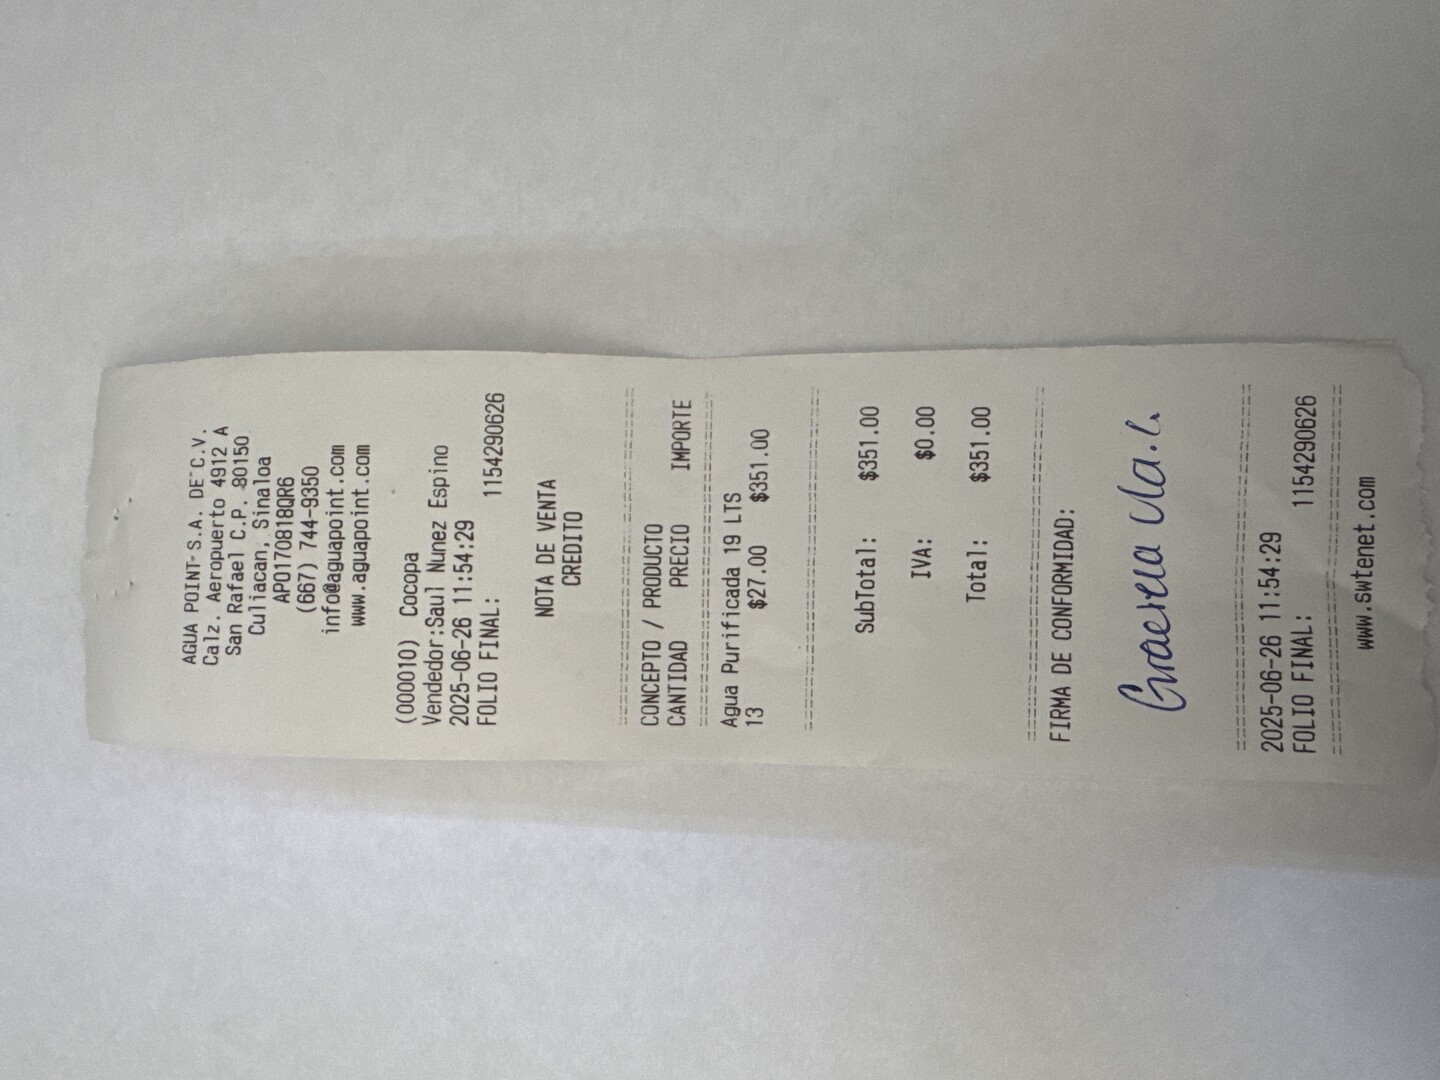 AGUA POINT S.A. DE C.V.
Calz. Aeropuerto 4912 A
San Rafael C.P. 80150
Culiacan, Sinaloa
APO170818QR6
(667) 744-9350
info@aguapoint.com
www.aguapoint.com
(000010) Cocopa
Vendedor:Saul Nunez Espino
2025-06-26 11:54:29
FOLIO FINAL: 1154290626
NOTA DE VENTA
CREDITO
CONCEPTO / PRODUCTO
CANTIDAD PRECIO IMPORTE
Agua Purificada 19 LTS
13 $27.00 $351.00
SubTotal: $351.00
IVA: $0.00
Total: $351.00
FIRMA DE CONFORMIDAD:
2025-06-26 11:54:29
FOLIO FINAL: 1154290626
www.swtenet.com